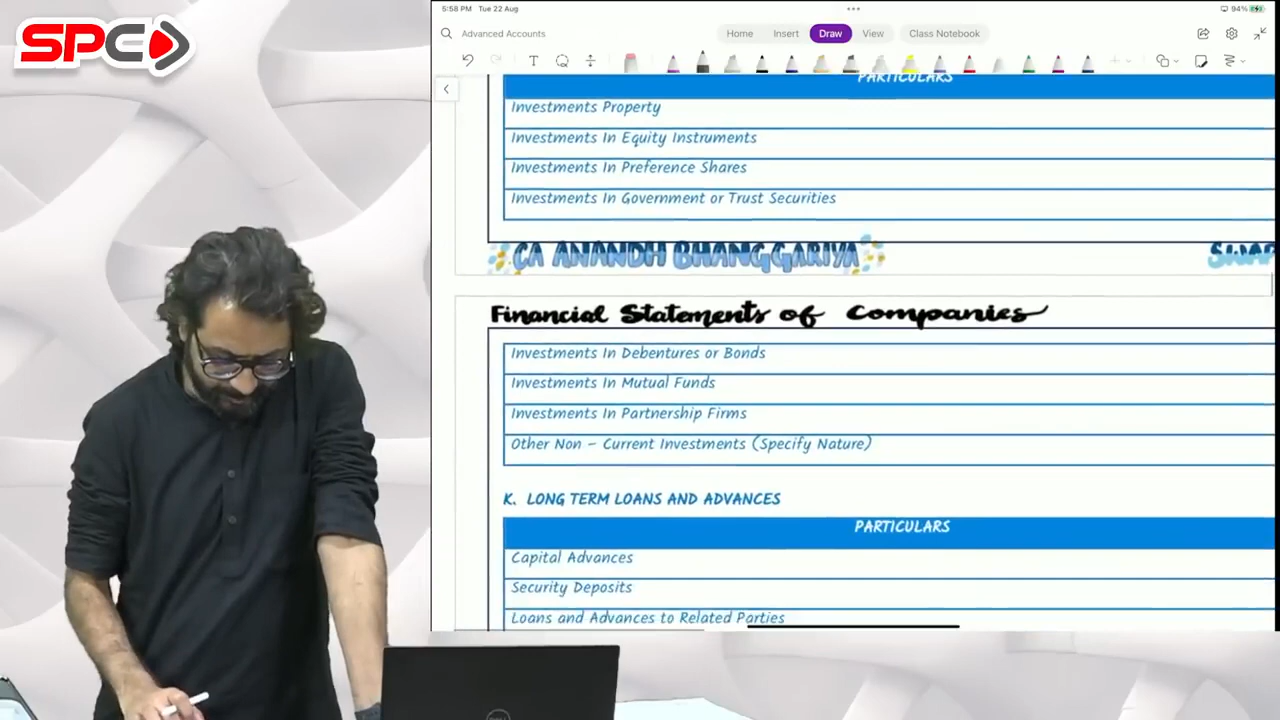 SPC
5:58 PM Tue 22 Aug
94%
Advanced Accounts
Home Insert Draw View Class Notebook
PARTICULARS
Investments Property
Investments In Equity Instruments
Investments In Preference Shares
Investments In Government or Trust Securities
CA ANANDH BHANGGARIYA
Financial Statements of Companies
Investments In Debentures or Bonds
Investments In Mutual Funds
Investments In Partnership Firms
Other Non – Current Investments (Specify Nature)
K. LONG TERM LOANS AND ADVANCES
PARTICULARS
Capital Advances
Security Deposits
Loans and Advances to Related Parties
DELL